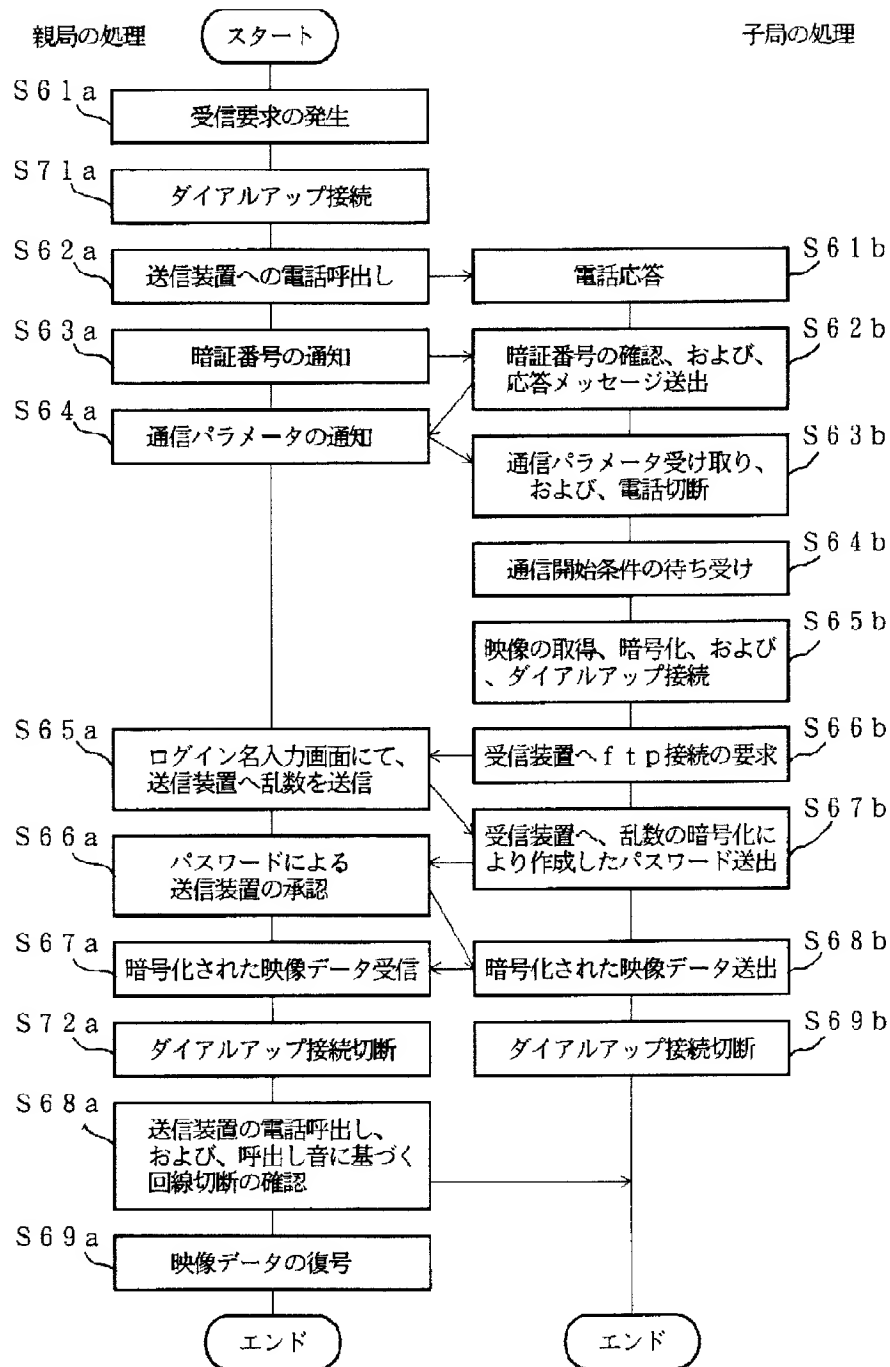 親局の処理
スタート
子局の処理
S61a
受信要求の発生
S71a
ダイアルアップ接続
S62a
送信装置への電話呼出し
電話応答
S61b
S63a
暗証番号の通知
暗証番号の確認、および、
応答メッセージ送出
S62b
S64a
通信パラメータの通知
通信パラメータ受け取り、
および、電話切断
S63b
通信開始条件の待ち受け
S64b
映像の取得、暗号化、および
、ダイアルアップ接続
S65b
S65a
ログイン名入力画面にて、
送信装置へ乱数を送信
受信装置へftp接続の要求
S66b
S66a
パスワードによる
送信装置の承認
受信装置へ、乱数の暗号化に
より作成したパスワード送出
S67b
S67a
暗号化された映像データ受信
暗号化された映像データ送出
S68b
S72a
ダイアルアップ接続切断
ダイアルアップ接続切断
S69b
S68a
送信装置の電話呼出し、
および、呼出し音に基づく
回線切断の確認
S69a
映像データの復号
エンド
エンド